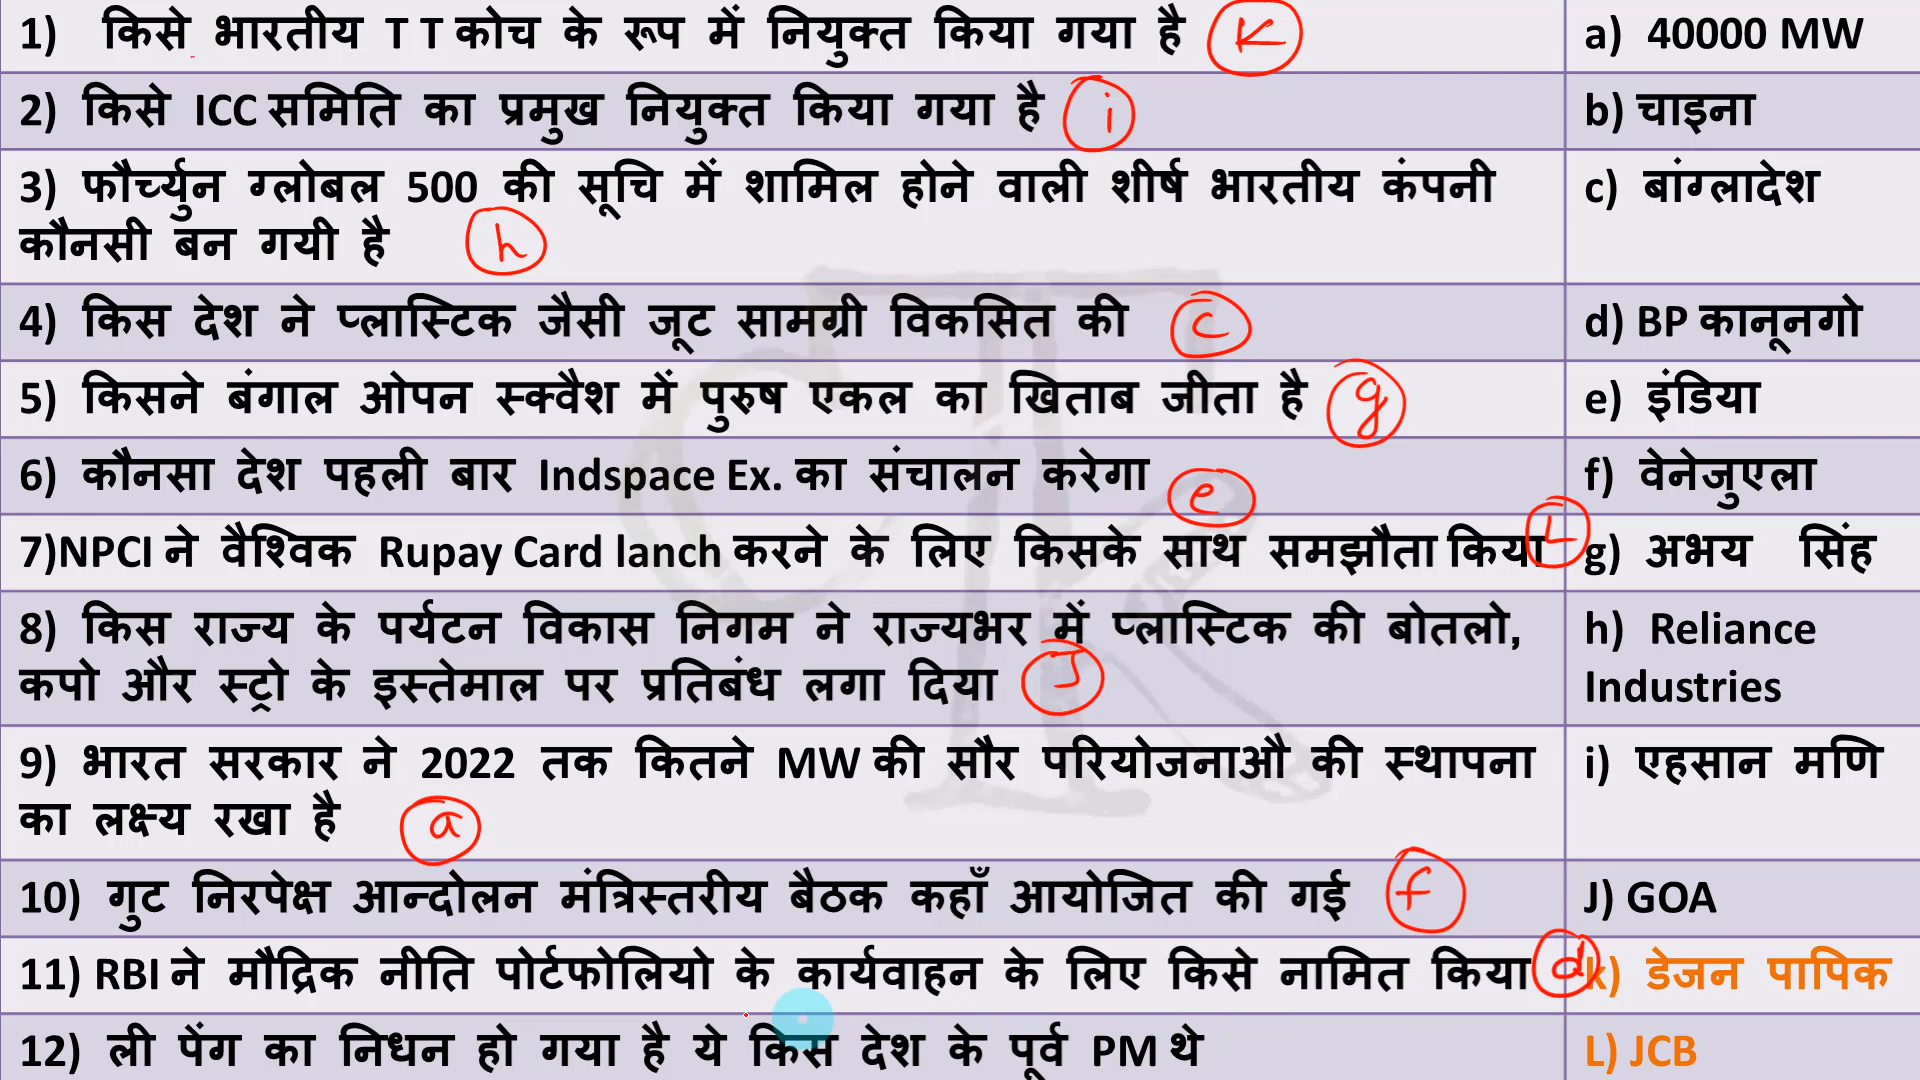 1) किसे भारतीय T T कोच के रूप में नियुक्त किया गया है K
a) 40000 MW
2) किसे ICC समिति का प्रमुख नियुक्त किया गया है i
b) चाइना
3) फौर्च्युन ग्लोबल 500 की सूचि में शामिल होने वाली शीर्ष भारतीय कंपनी
कौनसी बन गयी है h
c) बांग्लादेश
4) किस देश ने प्लास्टिक जैसी जूट सामग्री विकसित की c
d) BP कानूनगो
5) किसने बंगाल ओपन स्क्वैश में पुरुष एकल का खिताब जीता है g
e) इंडिया
6) कौनसा देश पहली बार Indspace Ex. का संचालन करेगा e
f) वेनेजुएला
7)NPCI ने वैश्विक Rupay Card lanch करने के लिए किसके साथ समझौता किया L
g) अभय सिंह
8) किस राज्य के पर्यटन विकास निगम ने राज्यभर में प्लास्टिक की बोतलो,
कपो और स्ट्रो के इस्तेमाल पर प्रतिबंध लगा दिया J
h) Reliance
Industries
9) भारत सरकार ने 2022 तक कितने MW की सौर परियोजनाऔ की स्थापना
का लक्ष्य रखा है a
i) एहसान मणि
10) गुट निरपेक्ष आन्दोलन मंत्रिस्तरीय बैठक कहाँ आयोजित की गई f
J) GOA
11) RBI ने मौद्रिक नीति पोर्टफोलियो के कार्यवाहन के लिए किसे नामित किया d
k) डेजन पापिक
12) ली पेंग का निधन हो गया है ये किस देश के पूर्व PM थे
L) JCB